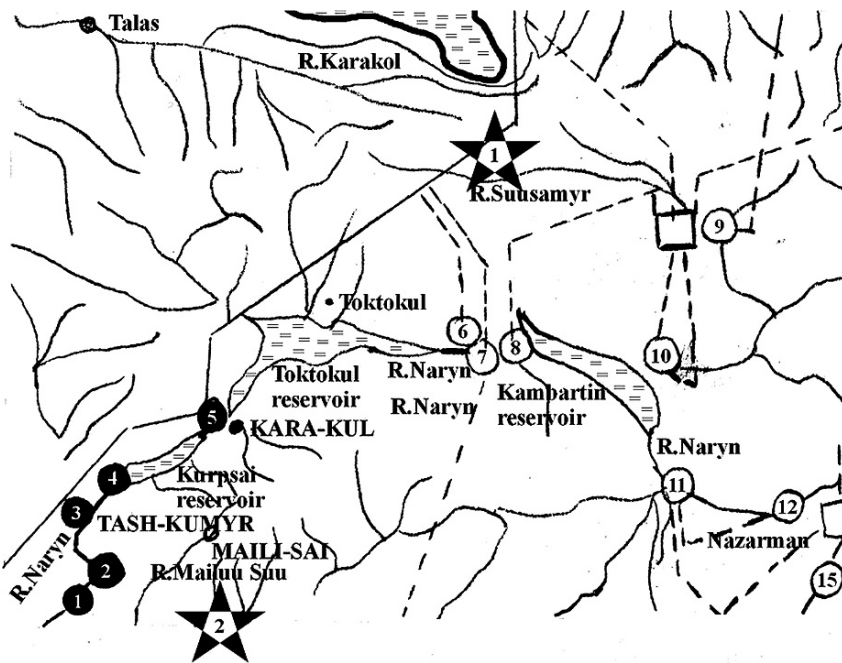 Talas
R.Karakol
1
R.Suusamyr
9
Toktokul
6
7
8
10
Toktokul
reservoir
R.Naryn
R.Naryn
Kambartin
reservoir
5
KARA-KUL
R.Naryn
4
Kurpsai
reservoir
11
12
3
TASH-KUMYR
R.Naryn
MAILI-SAI
Nazarman
2
R.Mailuu Suu
15
1
2